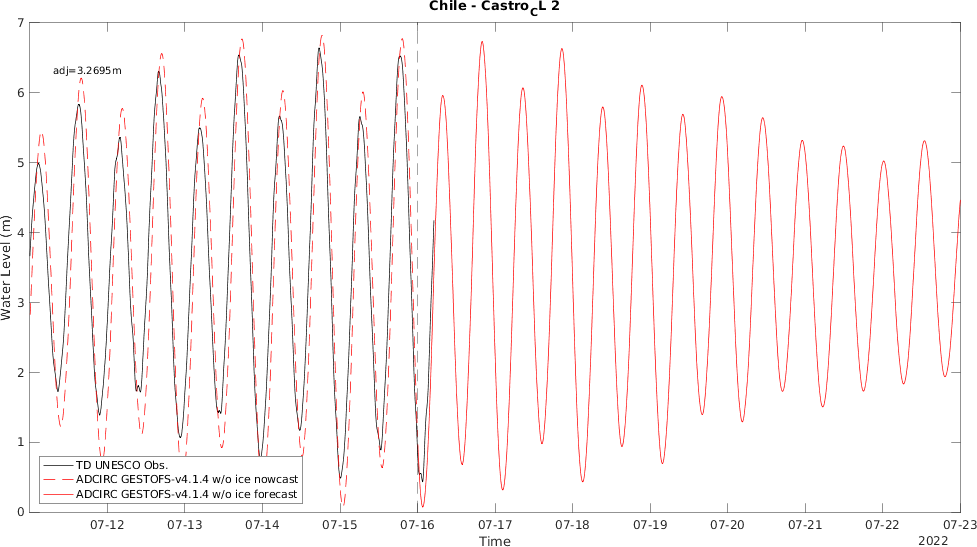 Chile - Castro_CL 2
7
adj=3.2695m
6
5
4
3
2
1
0
Water Level (m)
TD UNESCO Obs.
ADCIRC GESTOFS-v4.1.4 w/o ice nowcast
ADCIRC GESTOFS-v4.1.4 w/o ice forecast
07-12 07-13 07-14 07-15 07-16 07-17 07-18 07-19 07-20 07-21 07-22 07-23
Time
2022